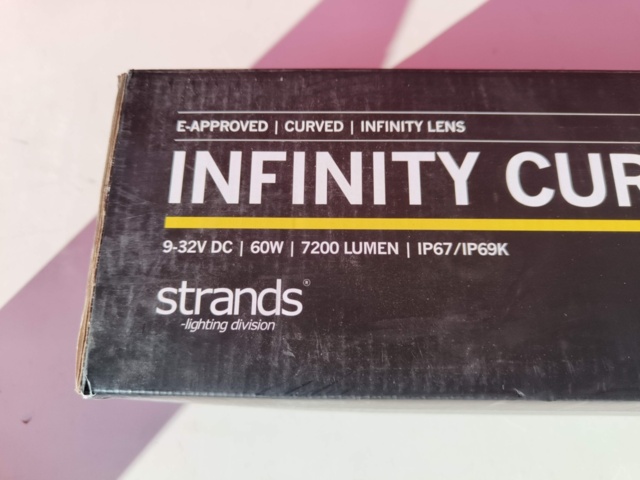 E-APPROVED | CURVED | INFINITY LENS
INFINITY CUR
9-32V DC | 60W | 7200 LUMEN | IP67/IP69K
strands®
-lighting division